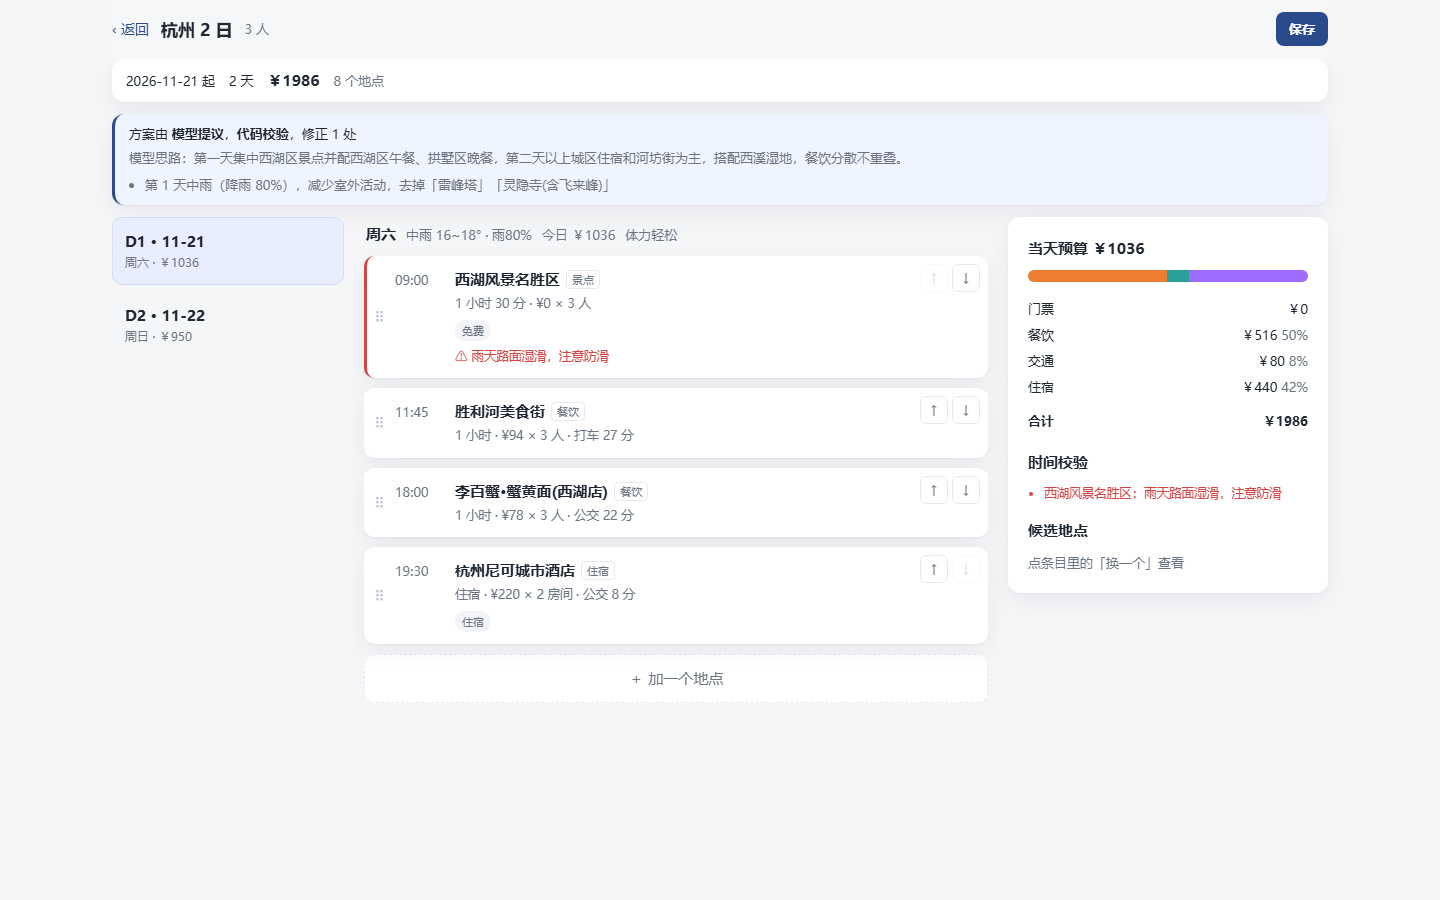 ‹ 返回 杭州 2 日 3 人
保存
2026-11-21 起 2 天 ¥1986 8 个地点
方案由 模型提议，代码校验，修正 1 处
模型思路：第一天集中西湖区景点并配西湖区午餐、拱墅区晚餐，第二天以上城区住宿和河坊街为主，搭配西溪湿地，餐饮分散不重叠。
• 第 1 天中雨（降雨 80%），减少室外活动，去掉「雷峰塔」「灵隐寺(含飞来峰)」
D1 • 11-21
周六 · ¥1036
D2 • 11-22
周日 · ¥950
周六 中雨 16~18° · 雨80% 今日 ¥1036 体力轻松
09:00 西湖风景名胜区 景点 ↑ ↓
1 小时 30 分 · ¥0 × 3 人
免费
⚠ 雨天路面湿滑，注意防滑
11:45 胜利河美食街 餐饮 ↑ ↓
1 小时 · ¥94 × 3 人 · 打车 27 分
18:00 李百蟹•蟹黄面(西湖店) 餐饮 ↑ ↓
1 小时 · ¥78 × 3 人 · 公交 22 分
19:30 杭州尼可城市酒店 住宿 ↑ ↓
住宿 · ¥220 × 2 房间 · 公交 8 分
住宿
+ 加一个地点
当天预算 ¥1036
门票 ¥0
餐饮 ¥516 50%
交通 ¥80 8%
住宿 ¥440 42%
合计 ¥1986
时间校验
• 西湖风景名胜区：雨天路面湿滑，注意防滑
候选地点
点条目里的「换一个」查看